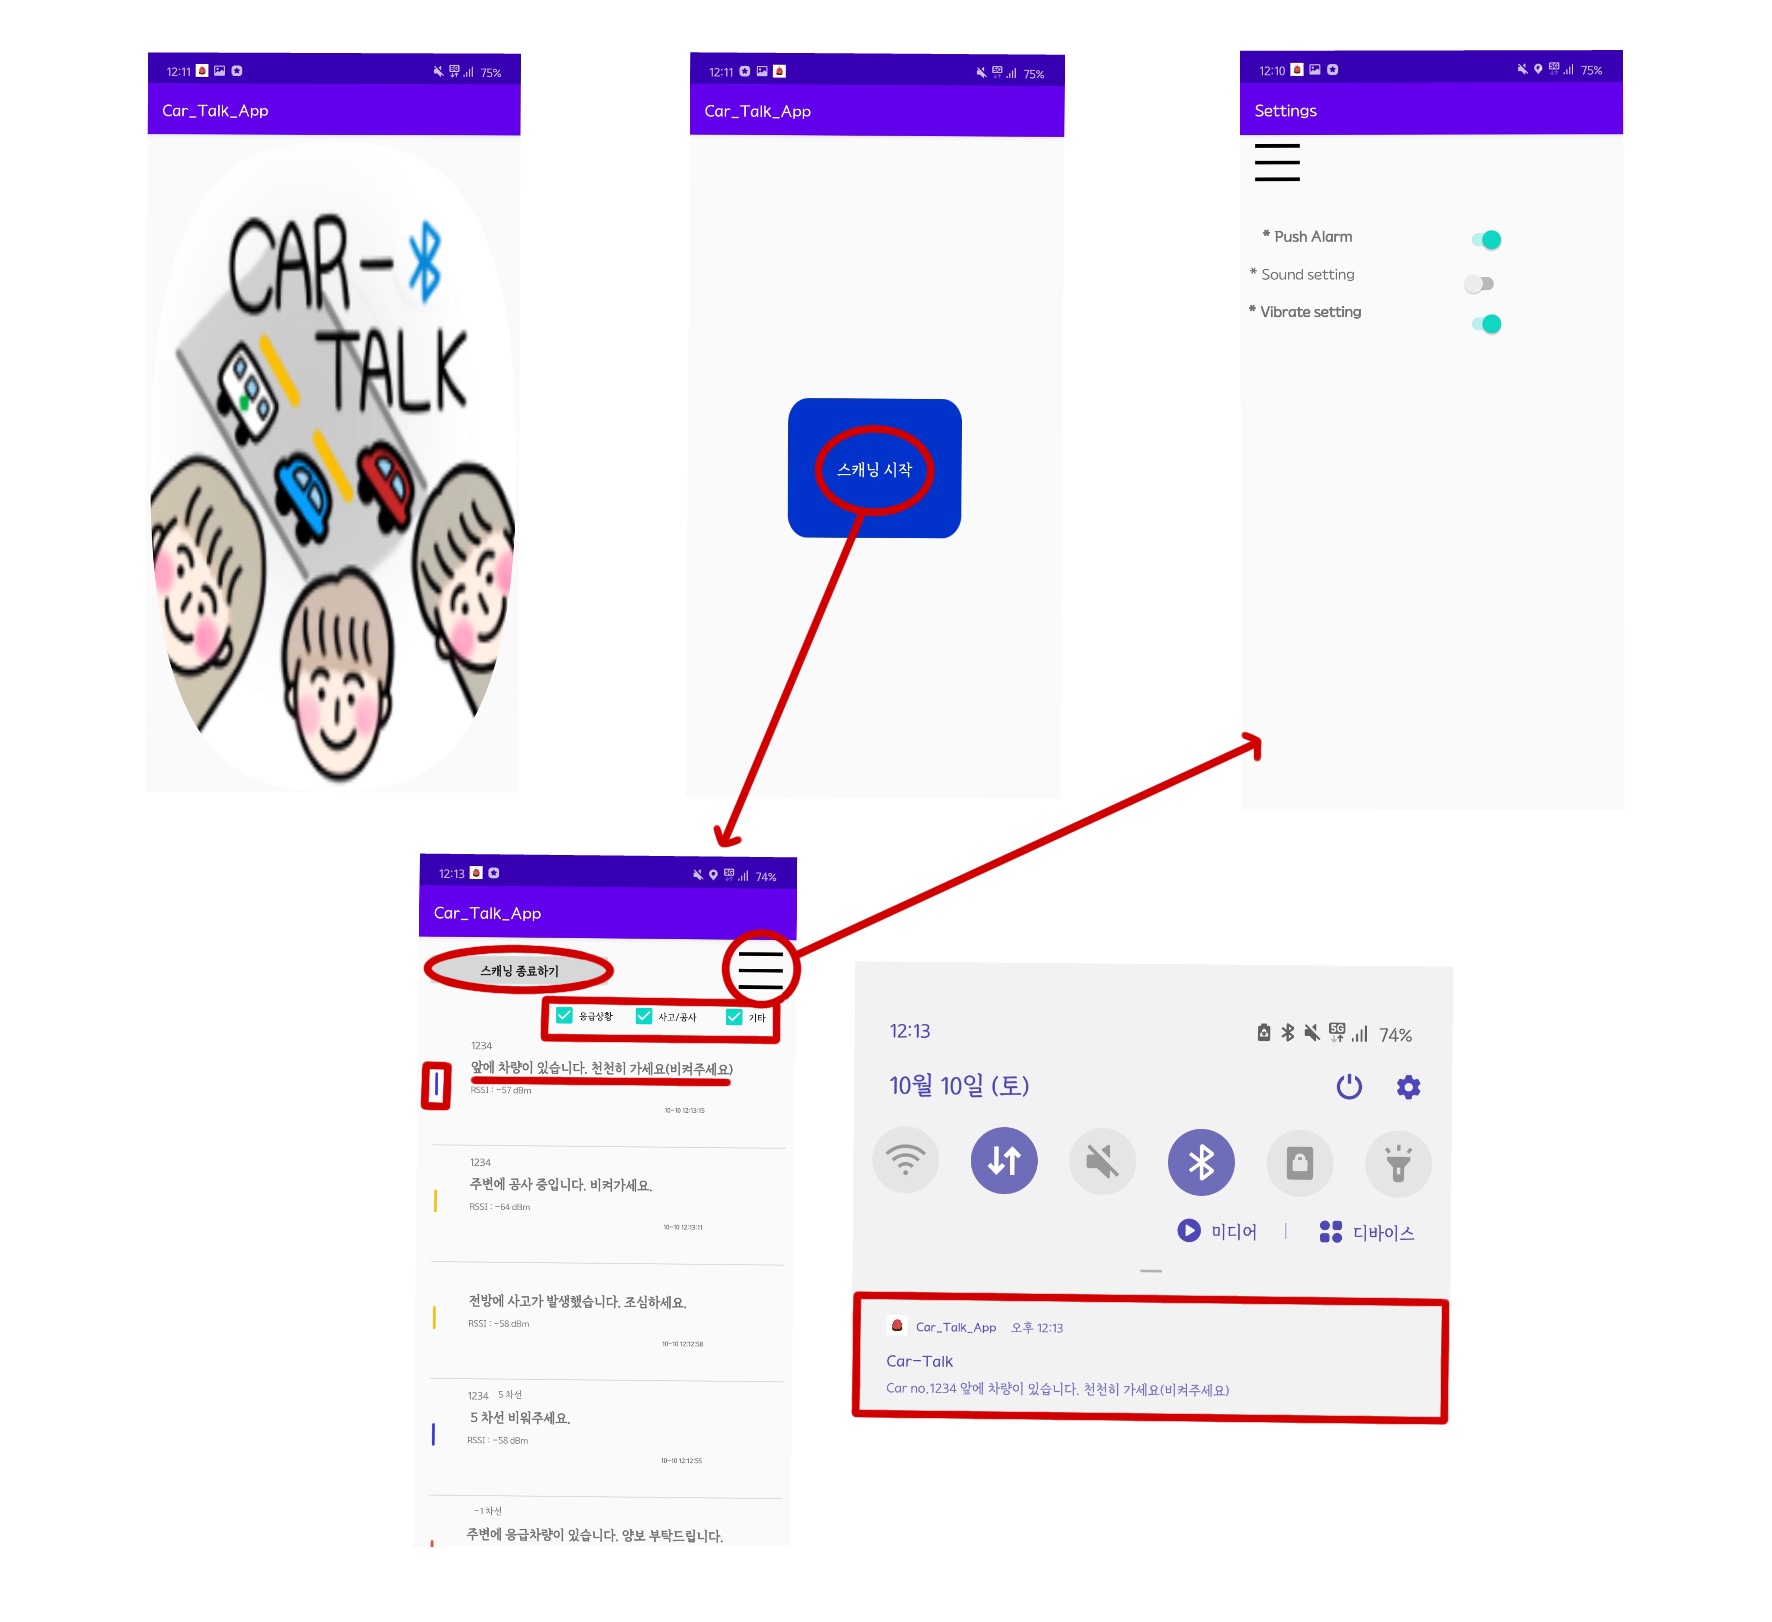 12:11
75%
Car_Talk_App
CAR-
TALK
12:11
5G
75%
Car_Talk_App
스캐닝 시작
12:10
5G
75%
Settings
* Push Alarm
* Sound setting
* Vibrate setting
12:13
5G
74%
Car_Talk_App
스캐닝 종료하기
응급상황 사고/공사 기타
1234
앞에 차량이 있습니다. 천천히 가세요(비켜주세요)
RSSI : -57 dBm
10-10 12:13:15
1234
주변에 공사 중입니다. 비켜가세요.
RSSI : -64 dBm
10-10 12:13:11
전방에 사고가 발생했습니다. 조심하세요.
RSSI : -58 dBm
10-10 12:12:58
1234 5 차선
5 차선 비워주세요.
RSSI : -58 dBm
10-10 12:12:55
-1 차선
주변에 응급차량이 있습니다. 양보 부탁드립니다.
12:13
5G
74%
10월 10일 (토)
미디어 | 디바이스
Car_Talk_App 오후 12:13
Car-Talk
Car no.1234 앞에 차량이 있습니다. 천천히 가세요(비켜주세요)